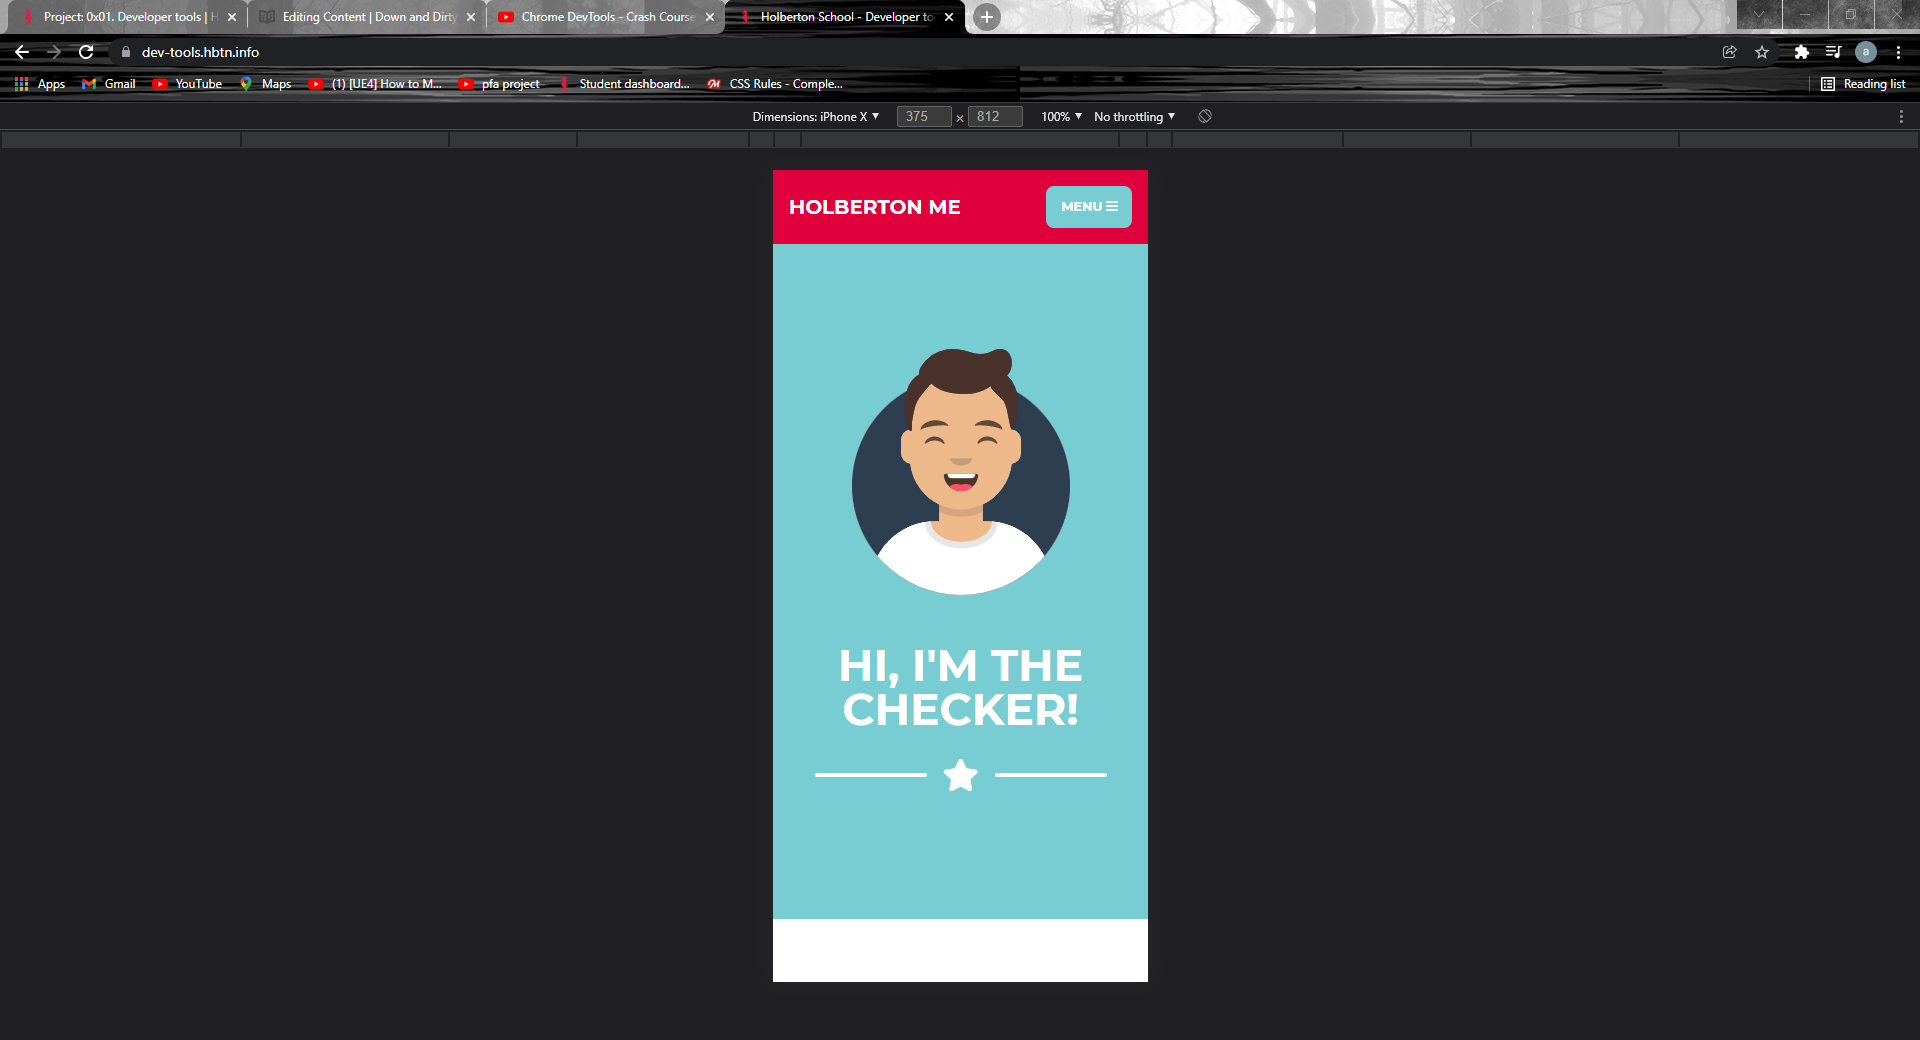 Project: 0x01. Developer tools | H
Editing Content | Down and Dirty
Chrome DevTools - Crash Course
Holberton School - Developer to
dev-tools.hbtn.info
a
Apps
Gmail
YouTube
Maps
(1) [UE4] How to M...
pfa project
Student dashboard...
CSS Rules - Comple...
Reading list
Dimensions: iPhone X ▼
375 × 812
100% ▼
No throttling ▼
HOLBERTON ME
MENU
HI, I'M THE
CHECKER!